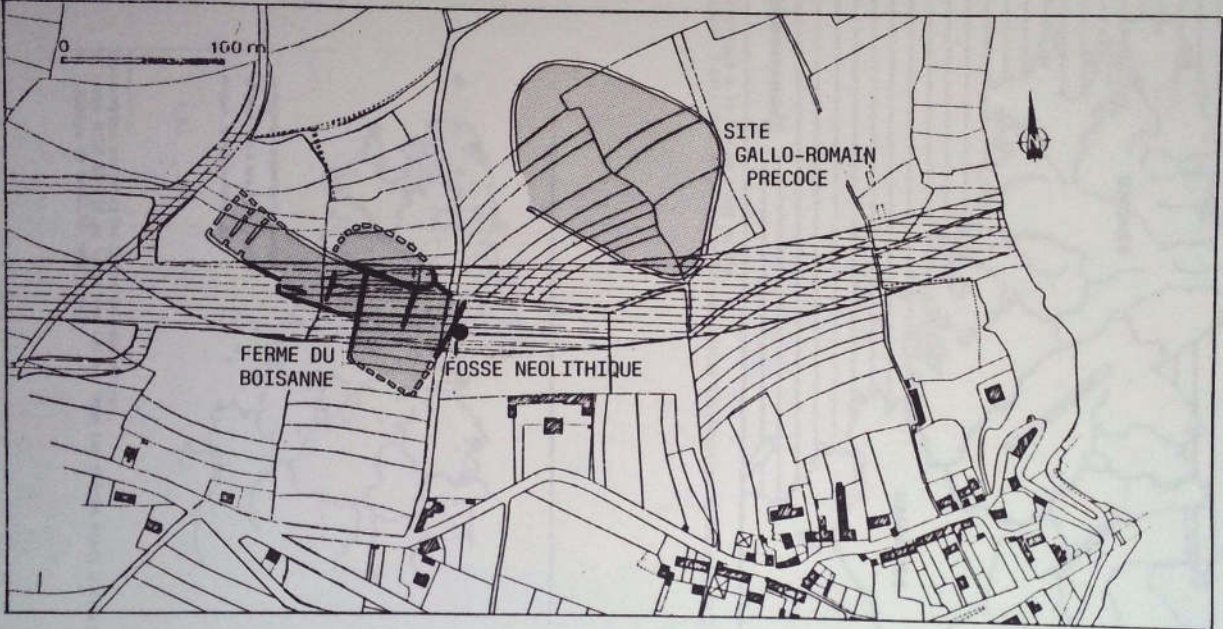 0 100 m
SITE
GALLO-ROMAIN
PRECOCE
N
FERME DU
BOISANNE
FOSSE NEOLITHIQUE